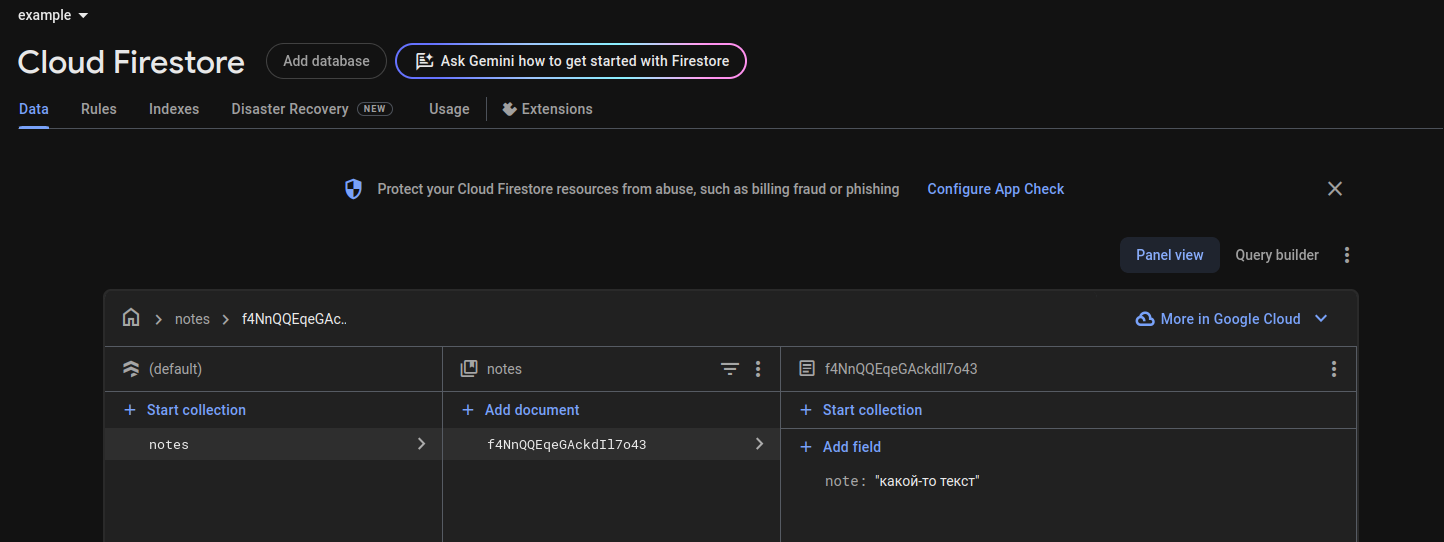 example
Cloud Firestore Add database Ask Gemini how to get started with Firestore
Data Rules Indexes Disaster Recovery NEW Usage Extensions
Protect your Cloud Firestore resources from abuse, such as billing fraud or phishing Configure App Check
Panel view Query builder
notes f4NnQQEqeGAc.. More in Google Cloud
(default) notes f4NnQQEqeGAckdIl7o43
+ Start collection + Add document + Start collection
notes f4NnQQEqeGAckdIl7o43
+ Add field
note: "какой-то текст"